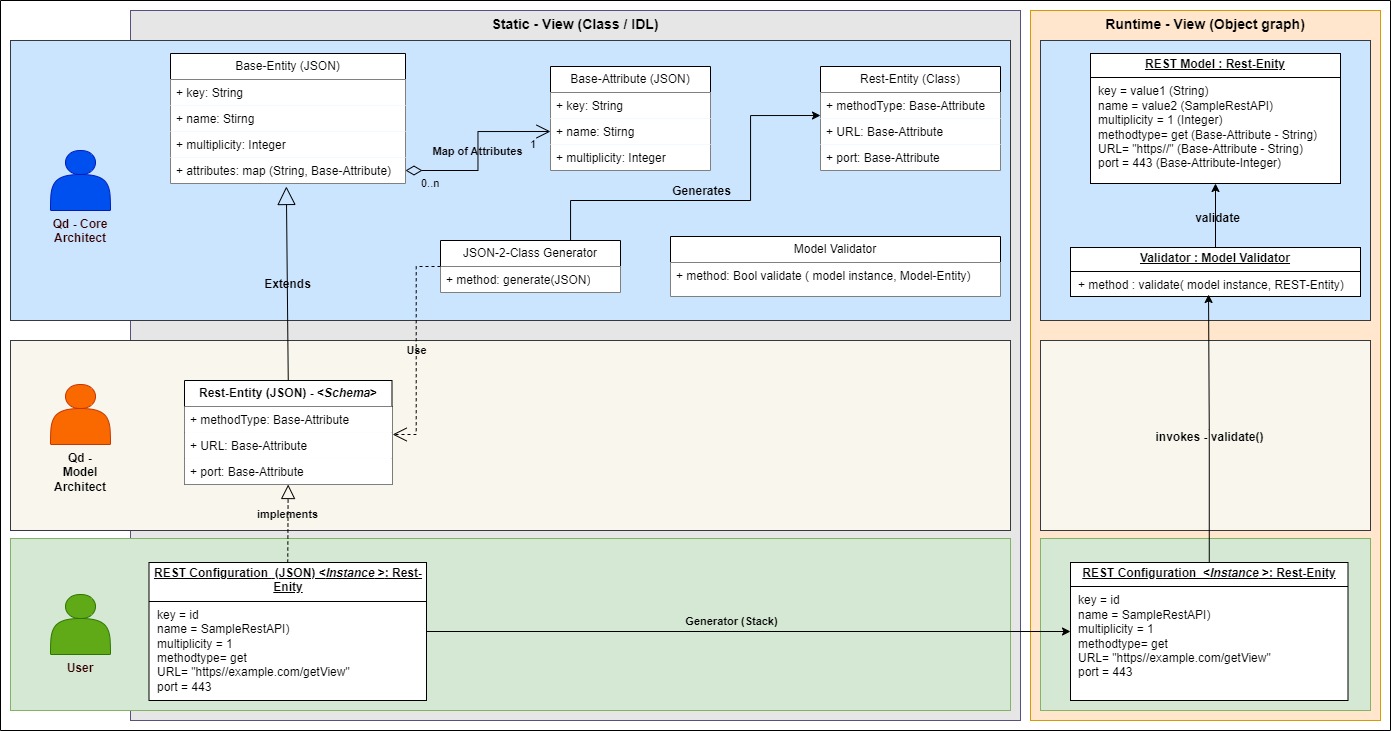 Static - View (Class / IDL)
Runtime - View (Object graph)
Qd - Core
Architect
Base-Entity (JSON)
+ key: String
+ name: Stirng
+ multiplicity: Integer
+ attributes: map (String, Base-Attribute)
Map of Attributes
0..n
1
Base-Attribute (JSON)
+ key: String
+ name: Stirng
+ multiplicity: Integer
Rest-Entity (Class)
+ methodType: Base-Attribute
+ URL: Base-Attribute
+ port: Base-Attribute
Generates
JSON-2-Class Generator
+ method: generate(JSON)
Model Validator
+ method: Bool validate ( model instance, Model-Entity)
Extends
Use
REST Model : Rest-Enity
key = value1 (String)
name = value2 (SampleRestAPI)
multiplicity = 1 (Integer)
methodtype= get (Base-Attribute - String)
URL= "https//" (Base-Attribute - String)
port = 443 (Base-Attribute-Integer)
validate
Validator : Model Validator
+ method : validate( model instance, REST-Entity)
Qd -
Model
Architect
Rest-Entity (JSON) - <Schema>
+ methodType: Base-Attribute
+ URL: Base-Attribute
+ port: Base-Attribute
implements
invokes - validate()
User
REST Configuration  (JSON) <Instance >: Rest-
Enity
key = id
name = SampleRestAPI)
multiplicity = 1
methodtype= get
URL= "https//example.com/getView"
port = 443
Generator (Stack)
REST Configuration  <Instance >: Rest-Enity
key = id
name = SampleRestAPI)
multiplicity = 1
methodtype= get
URL= "https//example.com/getView"
port = 443